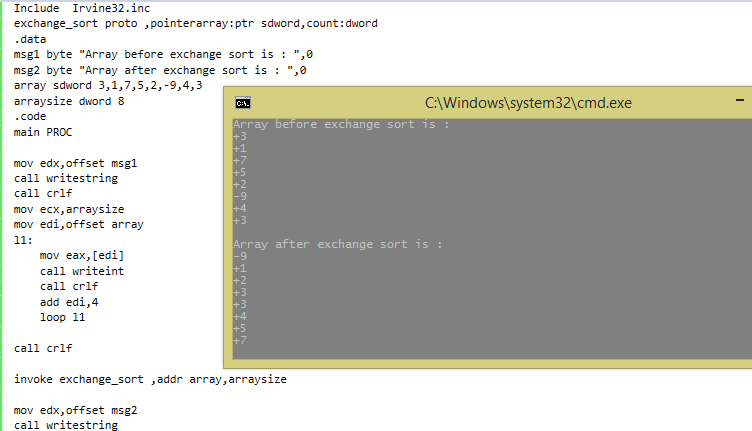 Include  Irvine32.inc
exchange_sort proto ,pointerarray:ptr sdword,count:dword
.data
msg1 byte "Array before exchange sort is : ",0
msg2 byte "Array after exchange sort is : ",0
array sdword 3,1,7,5,2,-9,4,3
arraysize dword 8
.code
main PROC
mov edx,offset msg1
call writestring
call crlf
mov ecx,arraysize
mov edi,offset array
l1:
    mov eax,[edi]
    call writeint
    call crlf
    add edi,4
    loop l1
call crlf
invoke exchange_sort ,addr array,arraysize
mov edx,offset msg2
call writestring
C:\.
C:\Windows\system32\cmd.exe
Array before exchange sort is :
+3
+1
+7
+5
+2
-9
+4
+3
Array after exchange sort is :
-9
+1
+2
+3
+3
+4
+5
+7